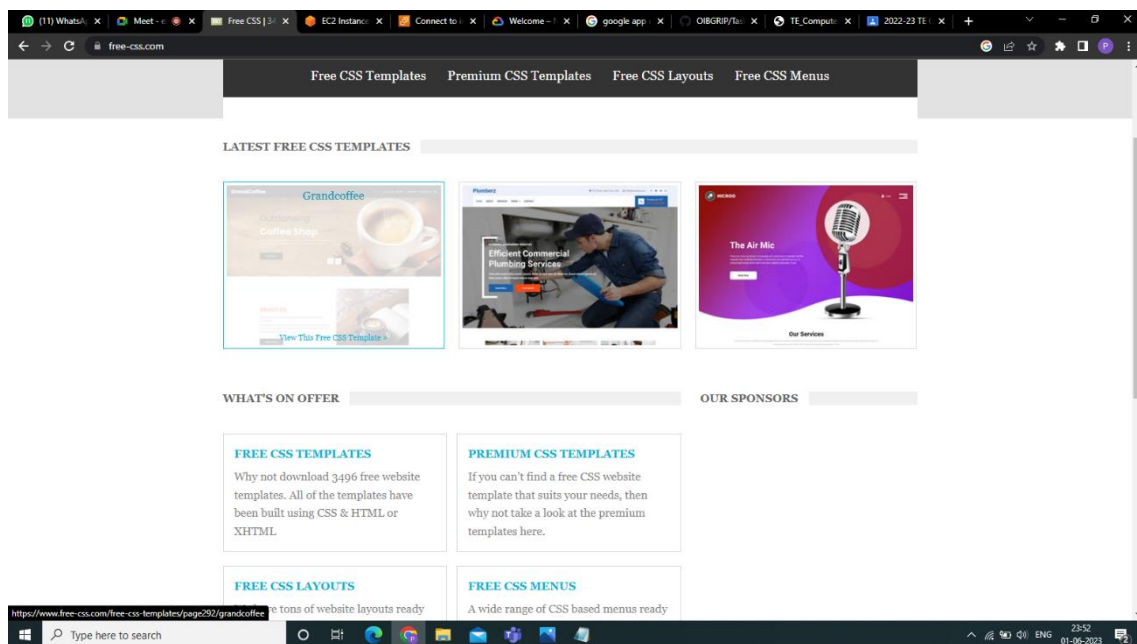 (11) WhatsA
Meet - c
Free CSS | 34
EC2 Instance
Connect to i
Welcome –
google app
OIBGRIP/Tas
TE_Compute
2022-23 TE
free-css.com
P
Free CSS Templates Premium CSS Templates Free CSS Layouts Free CSS Menus
LATEST FREE CSS TEMPLATES
Grandcoffee
Outstanding
Coffee Shop
About Us
View This Free CSS Template »
Plumberz
Efficient Commercial
Plumbing Services
MICROO
The Air Mic
Our Services
WHAT'S ON OFFER
OUR SPONSORS
FREE CSS TEMPLATES
Why not download 3496 free website
templates. All of the templates have
been built using CSS & HTML or
XHTML
PREMIUM CSS TEMPLATES
If you can't find a free CSS website
template that suits your needs, then
why not take a look at the premium
templates here.
FREE CSS LAYOUTS
tons of website layouts ready
FREE CSS MENUS
A wide range of CSS based menus ready
https://www.free-css.com/free-css-templates/page292/grandcoffee
Type here to search
ENG
23:52
01-06-2023